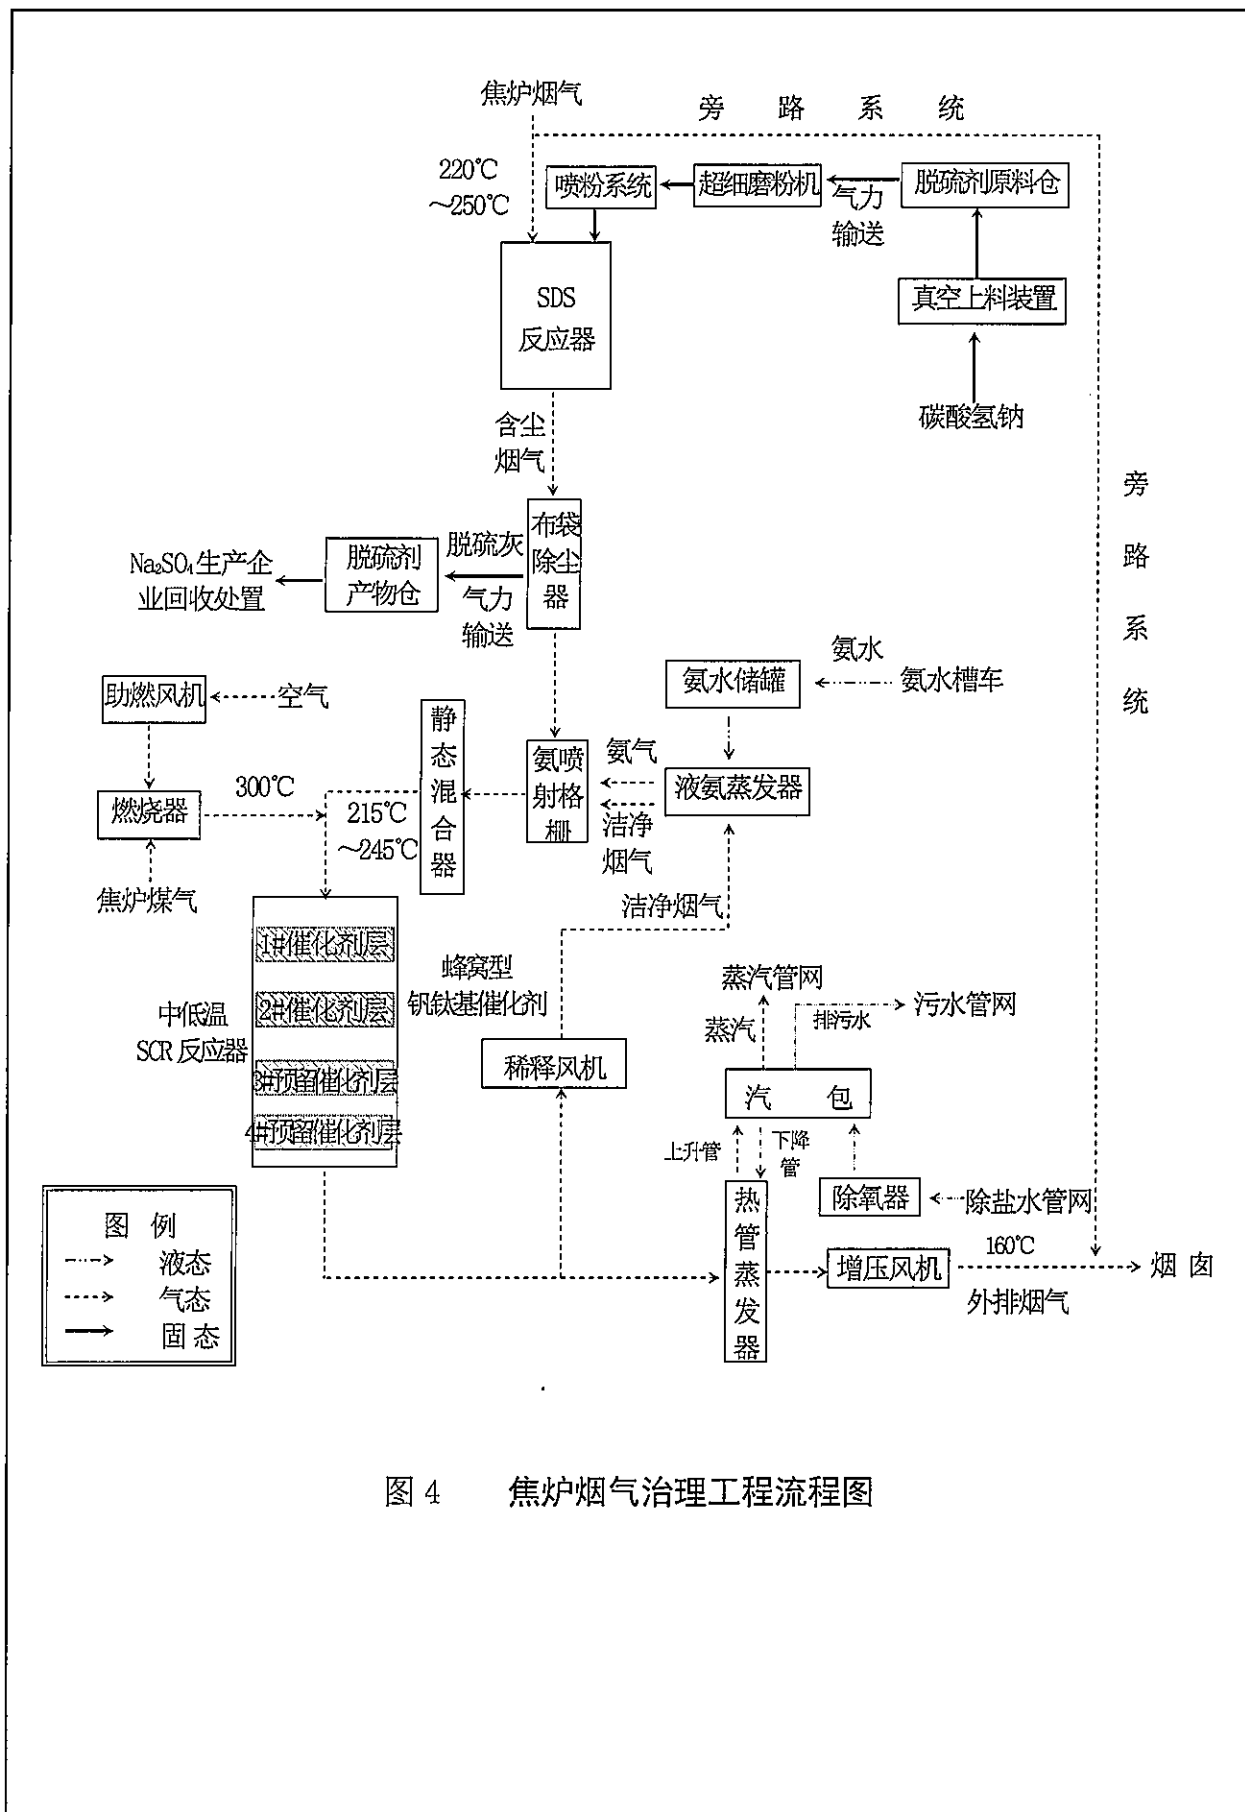 焦炉烟气
旁 路 系 统
220℃
～250℃
喷粉系统
超细磨粉机
气力
输送
脱硫剂原料仓
SDS
反应器
真空上料装置
碳酸氢钠
含尘
烟气
旁
路
系
统
布袋
除尘
器
脱硫灰
气力
输送
脱硫剂
产物仓
Na₂SO₄生产企
业回收处置
氨水
氨水储罐
氨水槽车
助燃风机
空气
静
态
混
合
器
氨喷
射格
栅
氨气
洁净
烟气
液氨蒸发器
燃烧器
300℃
215℃
～245℃
焦炉煤气
洁净烟气
1#催化剂层
2#催化剂层
3#预留催化剂层
4#预留催化剂层
中低温
SCR 反应器
蜂窝型
钒钛基催化剂
稀释风机
蒸汽管网
蒸汽
排污水
污水管网
汽 包
上升管
下降
管
热
管
蒸
发
器
除氧器
除盐水管网
增压风机
160℃
外排烟气
烟 囱
图 例
液态
气态
固态
图 4 焦炉烟气治理工程流程图